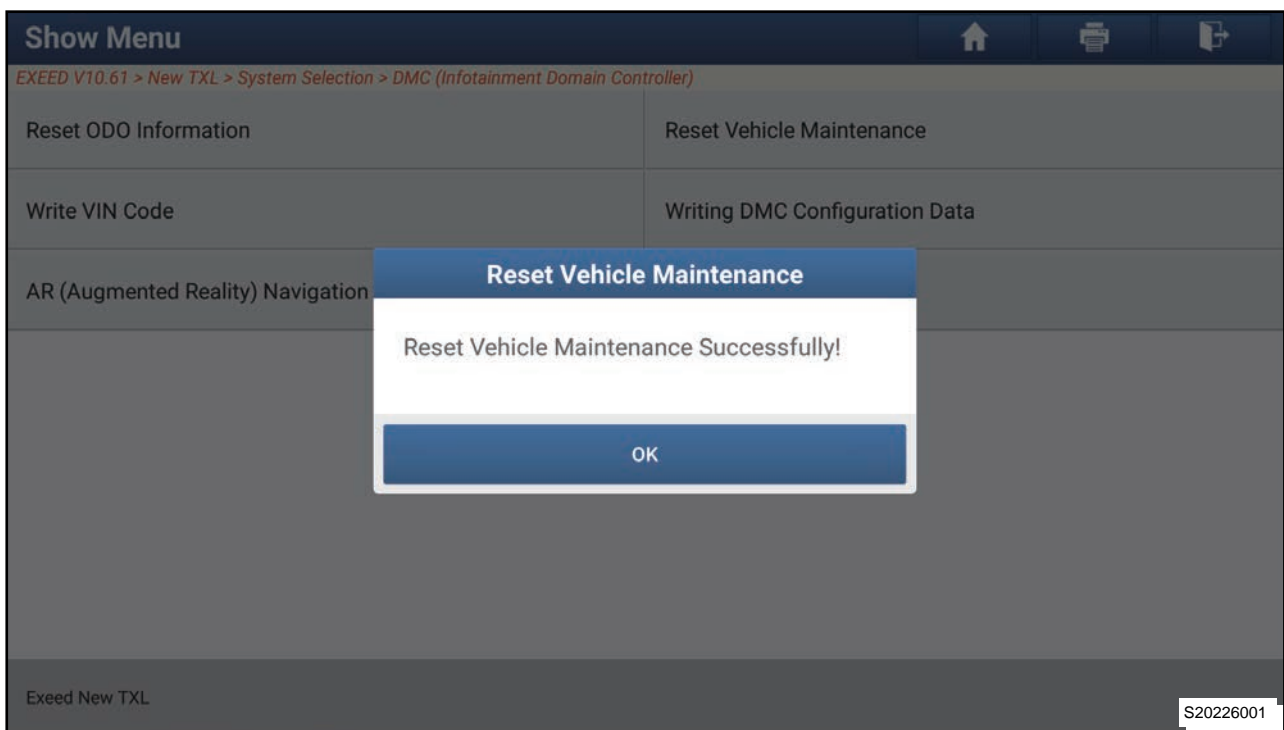 Show Menu
EXEED V10.61 > New TXL > System Selection > DMC (Infotainment Domain Controller)
Reset ODO Information
Reset Vehicle Maintenance
Write VIN Code
Writing DMC Configuration Data
AR (Augmented Reality) Navigation
Reset Vehicle Maintenance
Reset Vehicle Maintenance Successfully!
OK
Exeed New TXL
S20226001